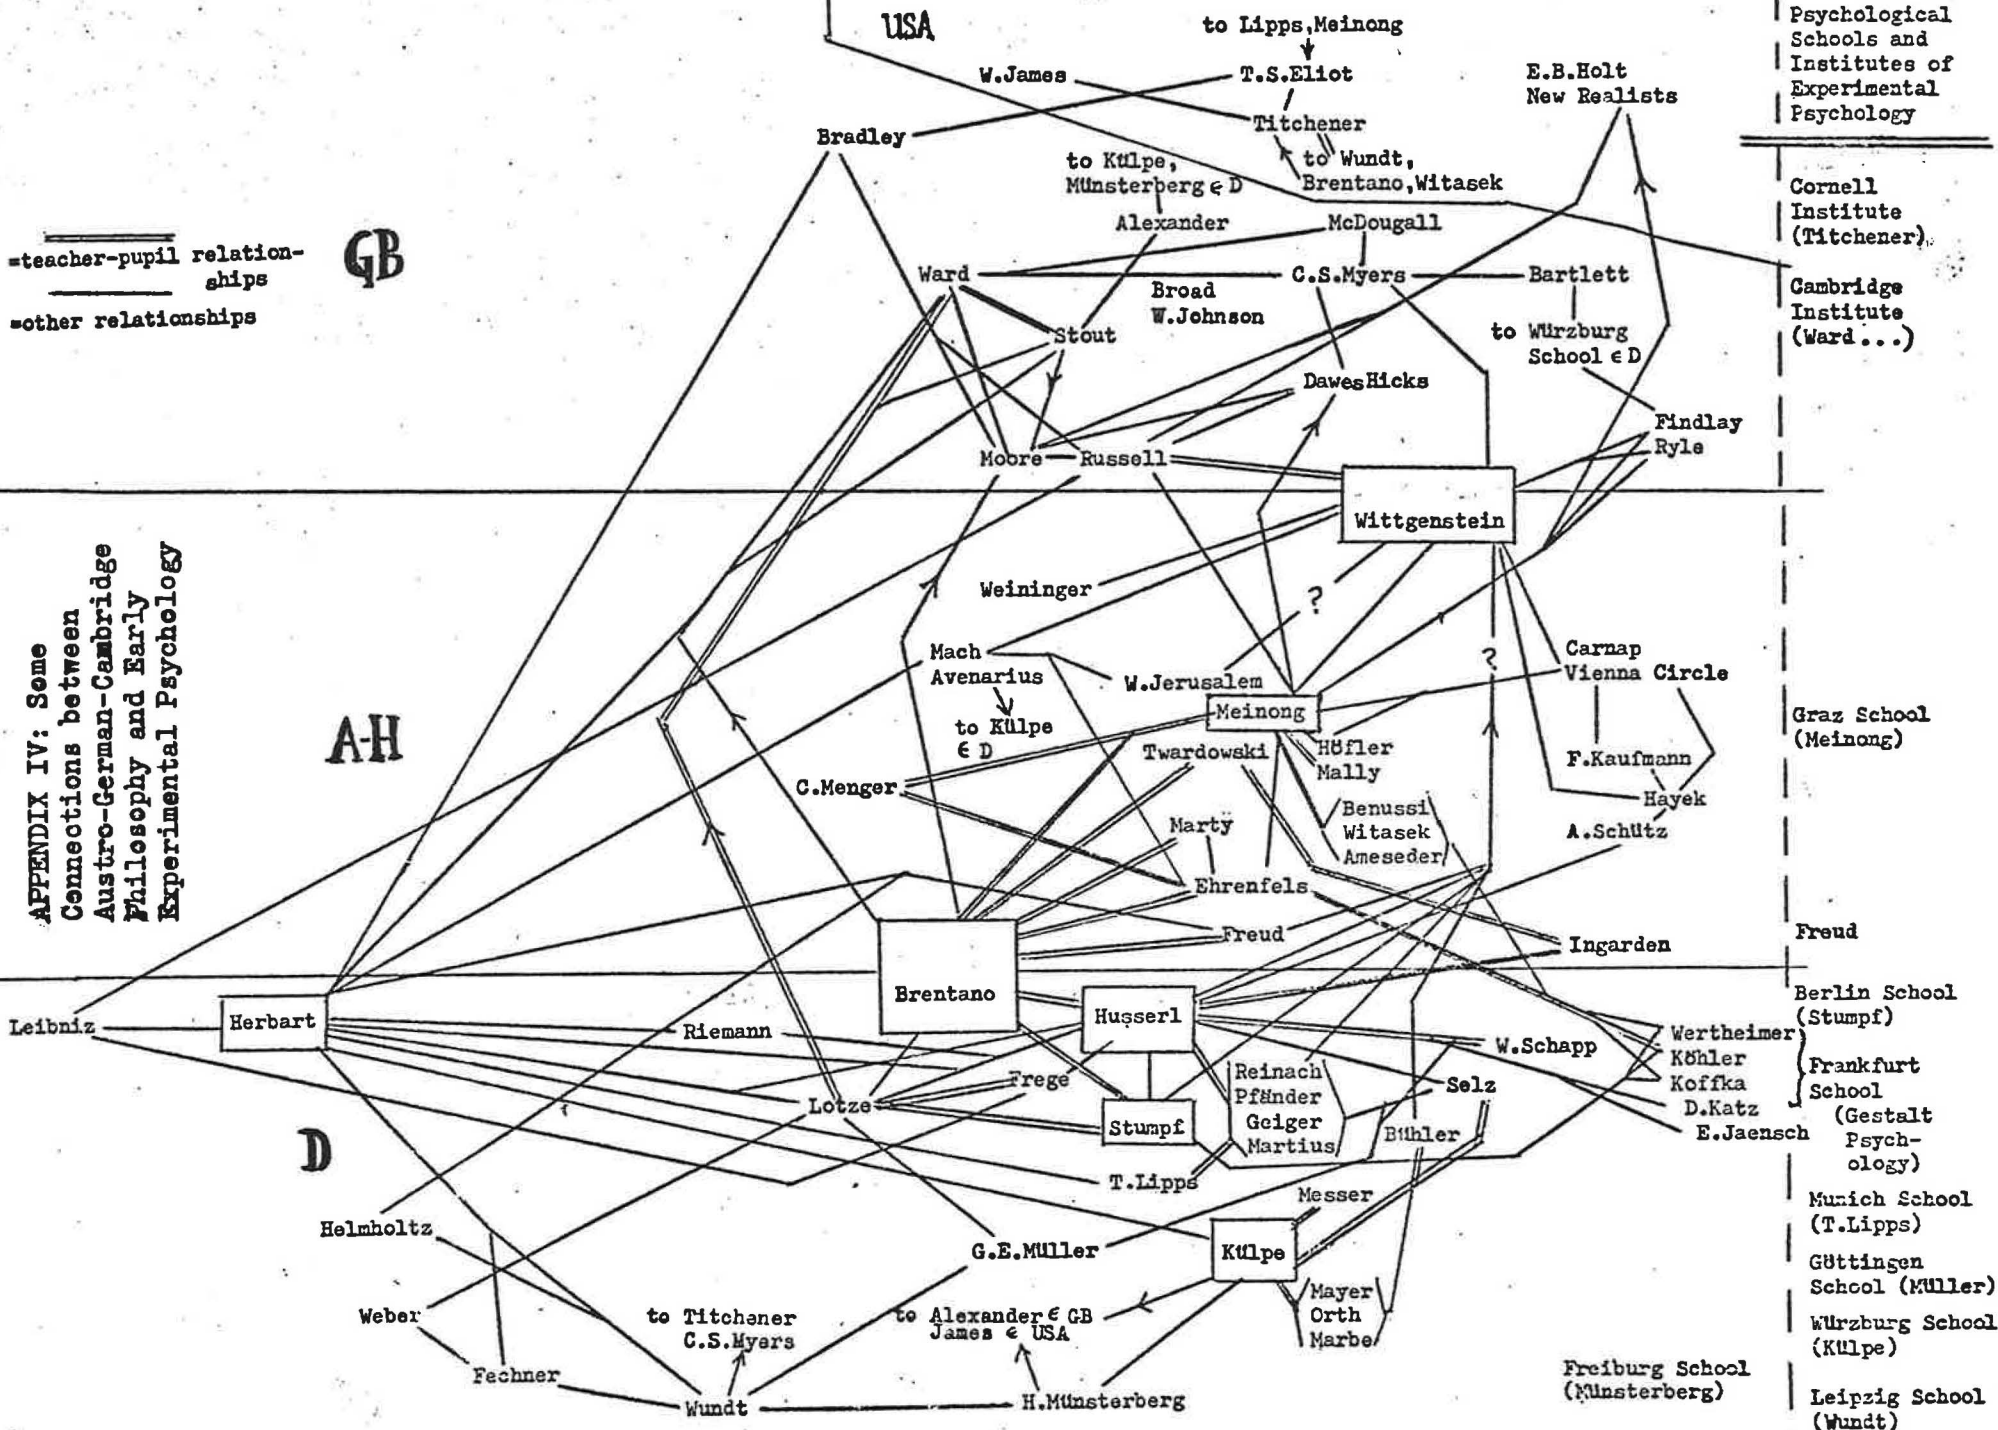 USA
to Lipps,Meinong
W.James
T.S.Eliot
E.B.Holt
New Realists
Bradley
Titchener
to Wundt,
Brentano,Witasek
to Külpe,
Münsterberg ∈ D
Alexander
McDougall
=teacher-pupil relation-
ships
=other relationships
GB
Ward
C.S.Myers
Bartlett
Broad
W.Johnson
Stout
to Würzburg
School ∈ D
DawesHicks
Findlay
Ryle
Moore
Russell
Wittgenstein
APPENDIX IV: Some
Connections between
Austro-German-Cambridge
Philosophy and Early
Experimental Psychology
A-H
Weininger
?
?
Mach
Avenarius
to Külpe
∈ D
W.Jerusalem
Carnap
Vienna Circle
Meinong
Twardowski
Höfler
Mally
F.Kaufmann
C.Menger
Hayek
Benussi
Witasek
Ameseder
Marty
A.Schütz
Ehrenfels
Freud
Ingarden
Leibniz
Herbart
Riemann
Brentano
Husserl
W.Schapp
Wertheimer
Köhler
Koffka
D.Katz
E.Jaensch
Lotze
Frege
Stumpf
Reinach
Pfänder
Geiger
Martius
Selz
Bühler
D
T.Lipps
Messer
Helmholtz
G.E.Müller
Külpe
Weber
to Titchener
C.S.Myers
to Alexander ∈ GB
James ∈ USA
Mayer
Orth
Marbe
Fechner
Wundt
H.Münsterberg
Freiburg School
(Münsterberg)
Psychological
Schools and
Institutes of
Experimental
Psychology
Cornell
Institute
(Titchener)
Cambridge
Institute
(Ward...)
Graz School
(Meinong)
Freud
Berlin School
(Stumpf)
Frankfurt
School
(Gestalt
Psych-
ology)
Munich School
(T.Lipps)
Göttingen
School (Müller)
Würzburg School
(Külpe)
Leipzig School
(Wundt)